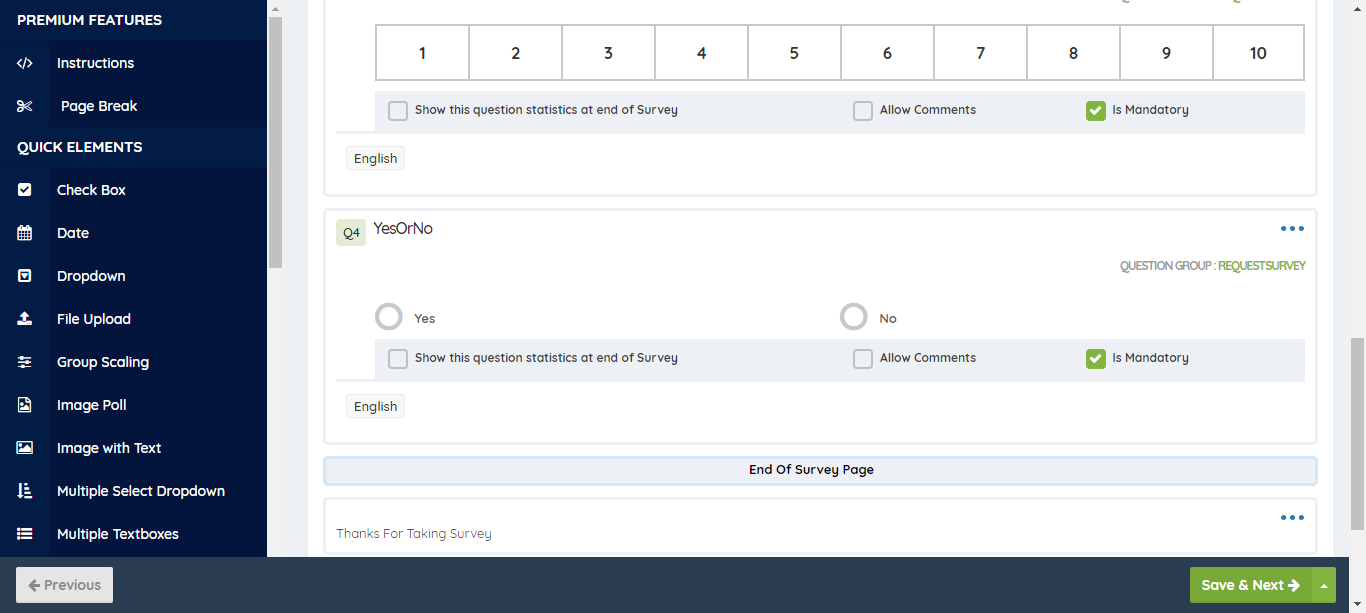 PREMIUM FEATURES
Instructions
Page Break
QUICK ELEMENTS
Check Box
Date
Dropdown
File Upload
Group Scaling
Image Poll
Image with Text
Multiple Select Dropdown
Multiple Textboxes
1 2 3 4 5 6 7 8 9 10
Show this question statistics at end of Survey Allow Comments Is Mandatory
English
Q4 YesOrNo
QUESTION GROUP : REQUESTSURVEY
Yes No
Show this question statistics at end of Survey Allow Comments Is Mandatory
English
End Of Survey Page
Thanks For Taking Survey
Previous
Save & Next